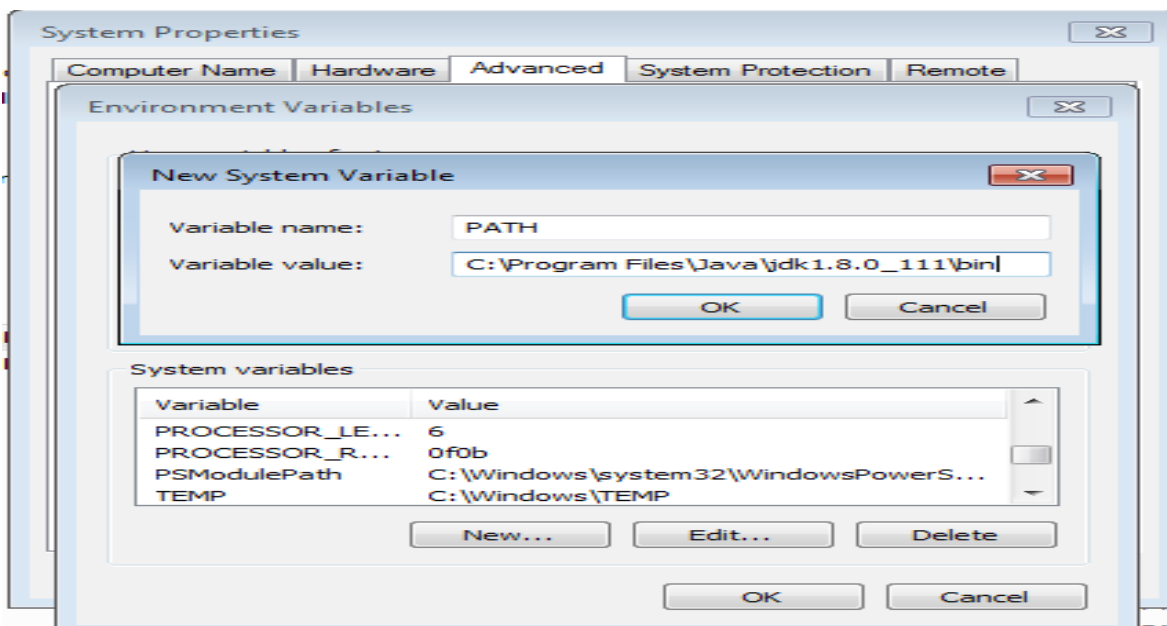 System Properties
Computer Name Hardware Advanced System Protection Remote
Environment Variables
New System Variable
Variable name: PATH
Variable value: C:\Program Files\Java\jdk1.8.0_111\bin
OK Cancel
System variables
Variable Value
PROCESSOR_LE... 6
PROCESSOR_R... 0f0b
PSModulePath C:\Windows\system32\WindowsPowerS...
TEMP C:\Windows\TEMP
New... Edit... Delete
OK Cancel